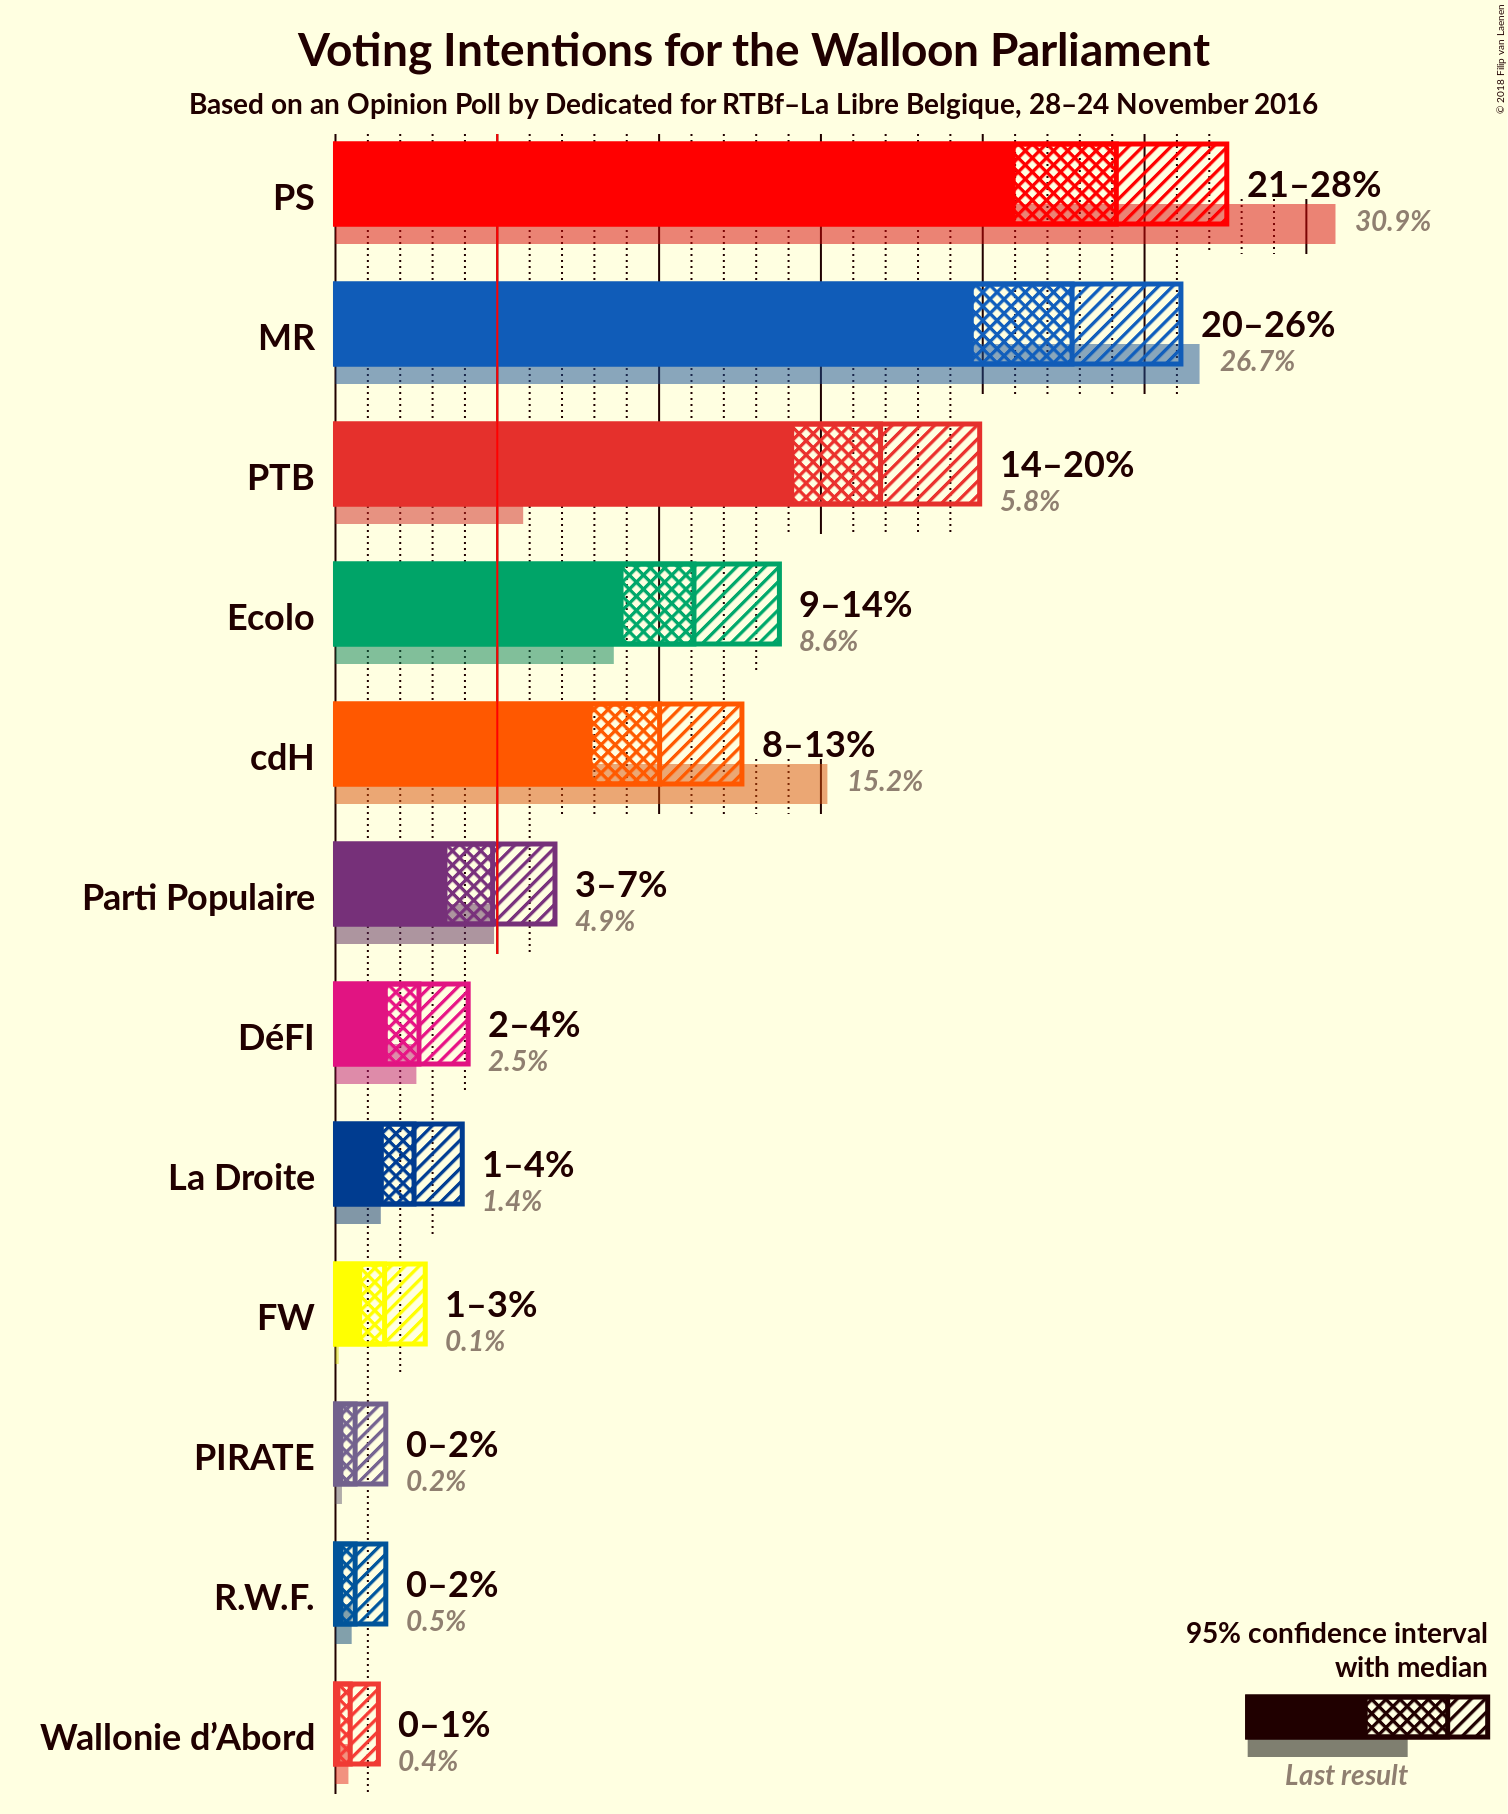 Voting Intentions for the Walloon Parliament
Based on an Opinion Poll by Dedicated for RTBf–La Libre Belgique, 28–24 November 2016
© 2018 Filip van Laenen
PS
21–28%
30.9%
MR
20–26%
26.7%
PTB
14–20%
5.8%
Ecolo
9–14%
8.6%
cdH
8–13%
15.2%
Parti Populaire
3–7%
4.9%
DéFI
2–4%
2.5%
La Droite
1–4%
1.4%
FW
1–3%
0.1%
PIRATE
0–2%
0.2%
R.W.F.
0–2%
0.5%
Wallonie d’Abord
0–1%
0.4%
95% confidence interval
with median
Last result